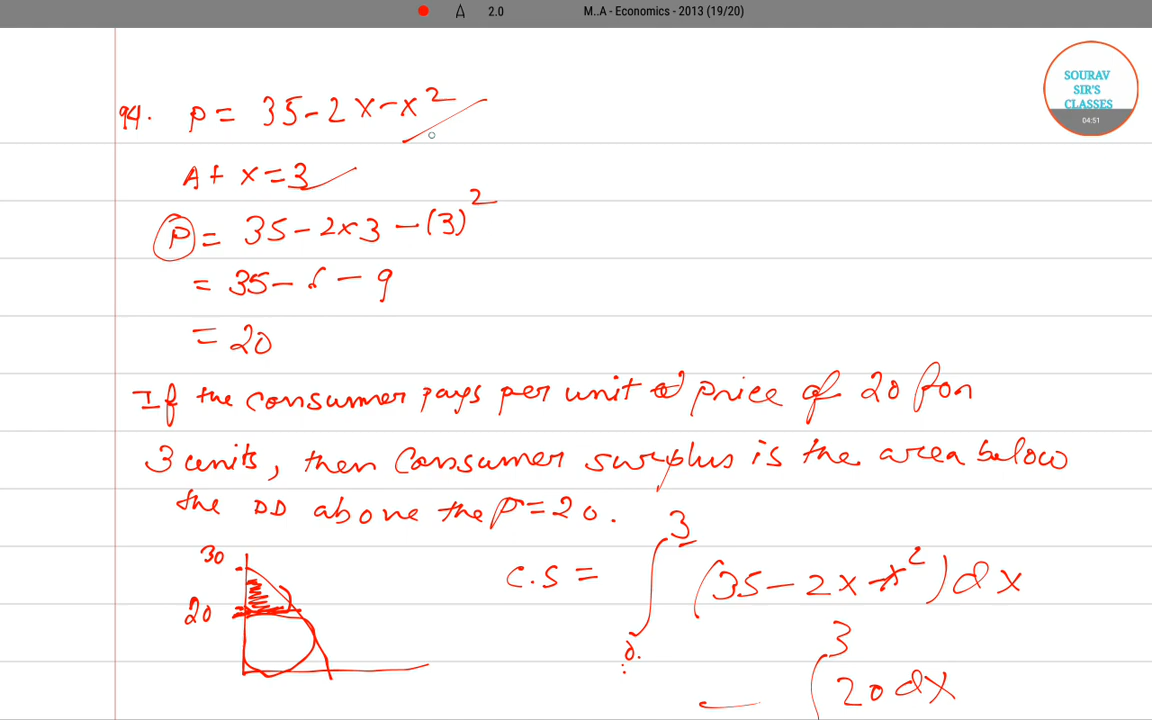 A 2.0 M..A - Economics - 2013 (19/20)
SOURAV
SIR'S
CLASSES
04:51
94. P = 35 - 2x - x²
At x = 3
P = 35 - 2×3 - (3)²
= 35 - 6 - 9
= 20
If the consumer pays per unit price of 20 for
3 units, then consumer surplus is the area below
the DD above the P = 20.
30
20
C.S = ∫₀³ (35 - 2x - x²) dx
- ∫³ 20 dx